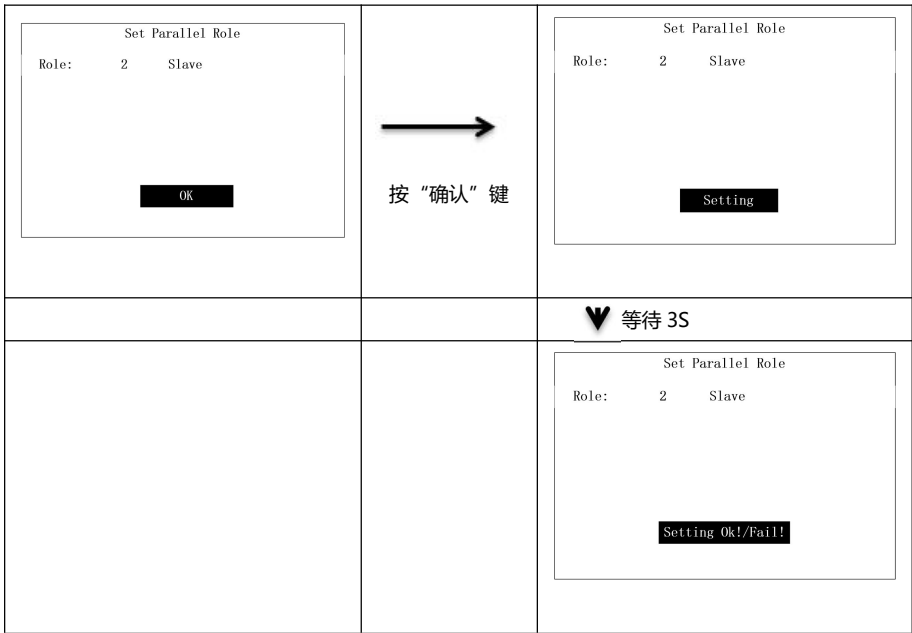 Set Parallel Role
Role: 2 Slave
OK
按“确认”键
Set Parallel Role
Role: 2 Slave
Setting
等待 3S
Set Parallel Role
Role: 2 Slave
Setting Ok!/Fail!